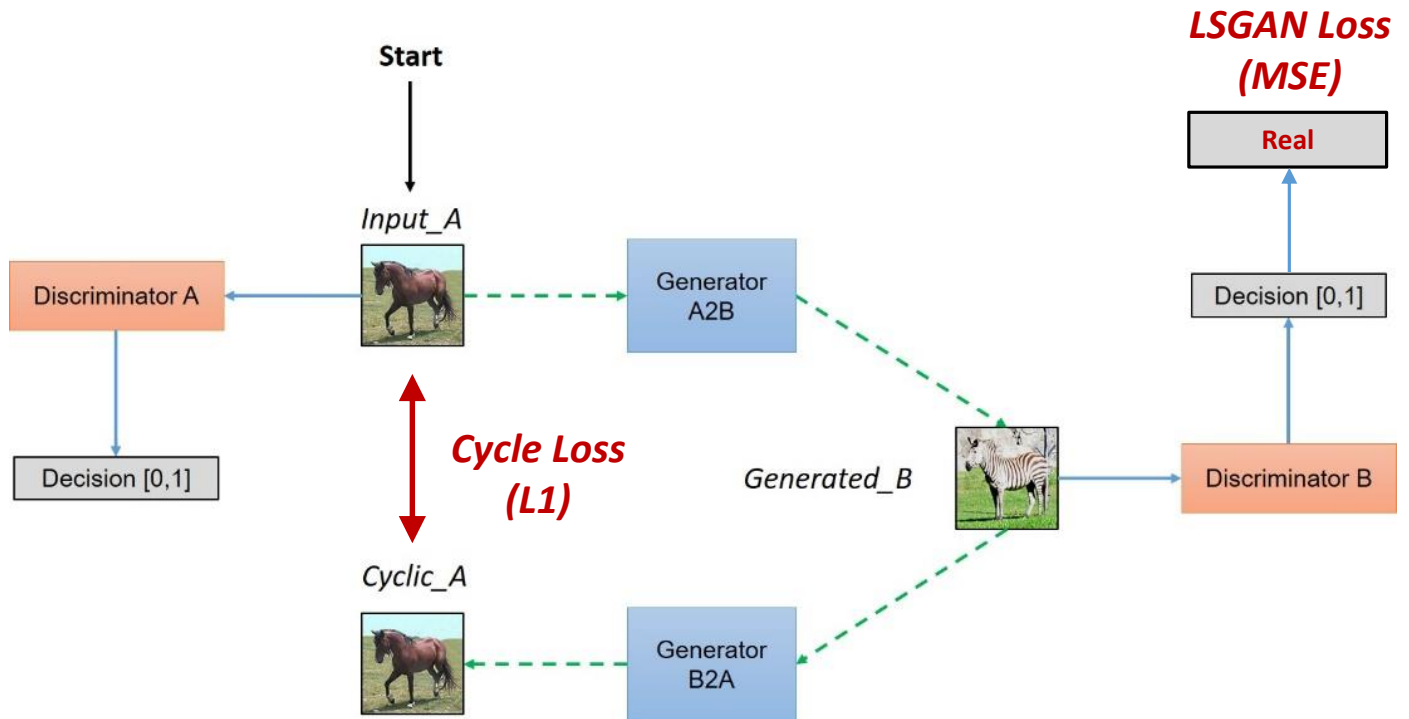 LSGAN Loss
(MSE)
Start
Real
Input_A
Discriminator A
Generator
A2B
Decision [0,1]
Cycle Loss
(L1)
Decision [0,1]
Generated_B
Discriminator B
Cyclic_A
Generator
B2A